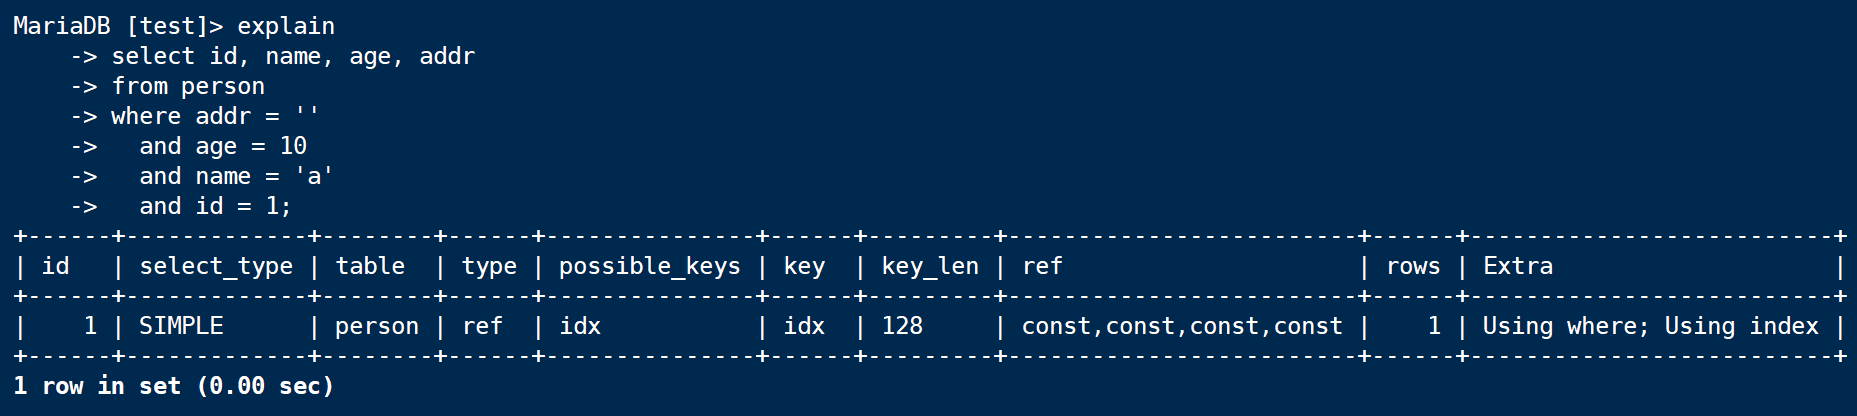 MariaDB [test]> explain
    -> select id, name, age, addr
    -> from person
    -> where addr = ''
    ->   and age = 10
    ->   and name = 'a'
    ->   and id = 1;
+------+-------------+--------+------+---------------+------+---------+-------------------------+------+--------------------------+
| id   | select_type | table  | type | possible_keys | key  | key_len | ref                     | rows | Extra                    |
+------+-------------+--------+------+---------------+------+---------+-------------------------+------+--------------------------+
|    1 | SIMPLE      | person | ref  | idx           | idx  | 128     | const,const,const,const |    1 | Using where; Using index |
+------+-------------+--------+------+---------------+------+---------+-------------------------+------+--------------------------+
1 row in set (0.00 sec)